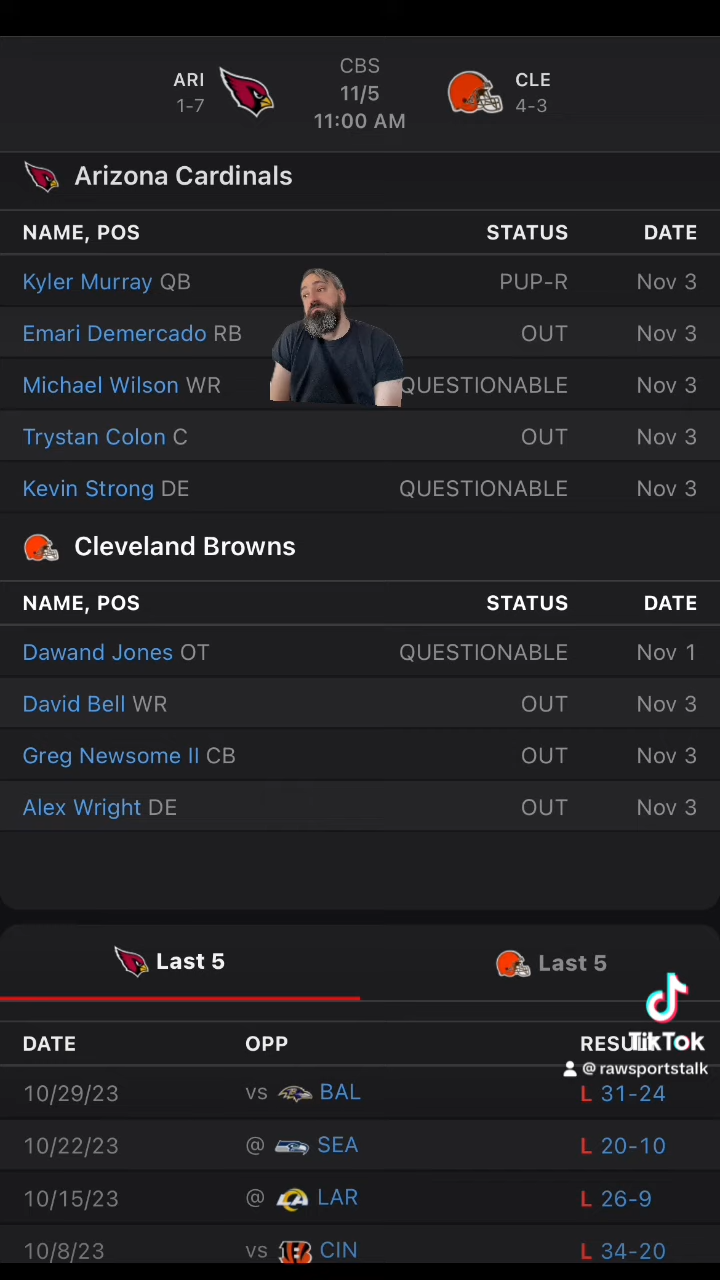 ARI
1-7
CBS
11/5
11:00 AM
CLE
4-3
Arizona Cardinals
NAME, POS STATUS DATE
Kyler Murray QB PUP-R Nov 3
Emari Demercado RB OUT Nov 3
Michael Wilson WR QUESTIONABLE Nov 3
Trystan Colon C OUT Nov 3
Kevin Strong DE QUESTIONABLE Nov 3
Cleveland Browns
NAME, POS STATUS DATE
Dawand Jones OT QUESTIONABLE Nov 1
David Bell WR OUT Nov 3
Greg Newsome II CB OUT Nov 3
Alex Wright DE OUT Nov 3
Last 5 Last 5
DATE OPP RESULT
TikTok
@rawsportstalk
10/29/23 vs BAL L 31-24
10/22/23 @ SEA L 20-10
10/15/23 @ LAR L 26-9
10/8/23 vs CIN L 34-20